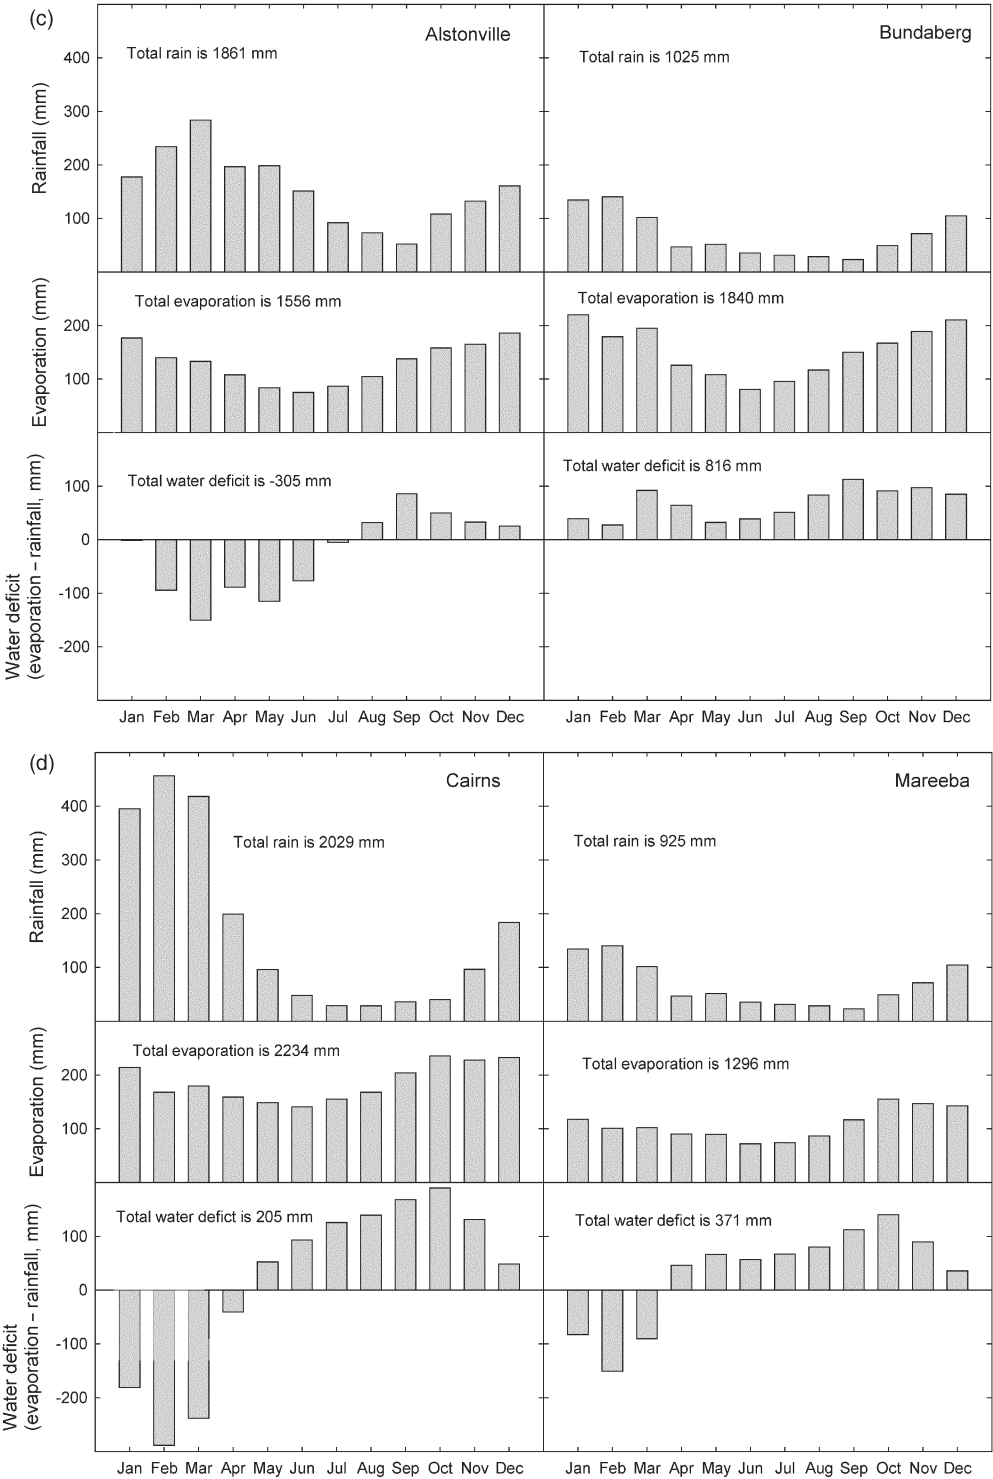 (c)
Alstonville
Bundaberg
Total rain is 1861 mm
Total rain is 1025 mm
Rainfall (mm)
400
300
200
100
Total evaporation is 1556 mm
Total evaporation is 1840 mm
Evaporation (mm)
200
100
Total water deficit is -305 mm
Total water deficit is 816 mm
Water deficit
(evaporation – rainfall, mm)
100
0
-100
-200
Jan Feb Mar Apr May Jun Jul Aug Sep Oct Nov Dec
Jan Feb Mar Apr May Jun Jul Aug Sep Oct Nov Dec
(d)
Cairns
Mareeba
Total rain is 2029 mm
Total rain is 925 mm
Rainfall (mm)
400
300
200
100
Total evaporation is 2234 mm
Total evaporation is 1296 mm
Evaporation (mm)
200
100
Total water defict is 205 mm
Total water defict is 371 mm
Water deficit
(evaporation – rainfall, mm)
100
0
-100
-200
Jan Feb Mar Apr May Jun Jul Aug Sep Oct Nov Dec
Jan Feb Mar Apr May Jun Jul Aug Sep Oct Nov Dec